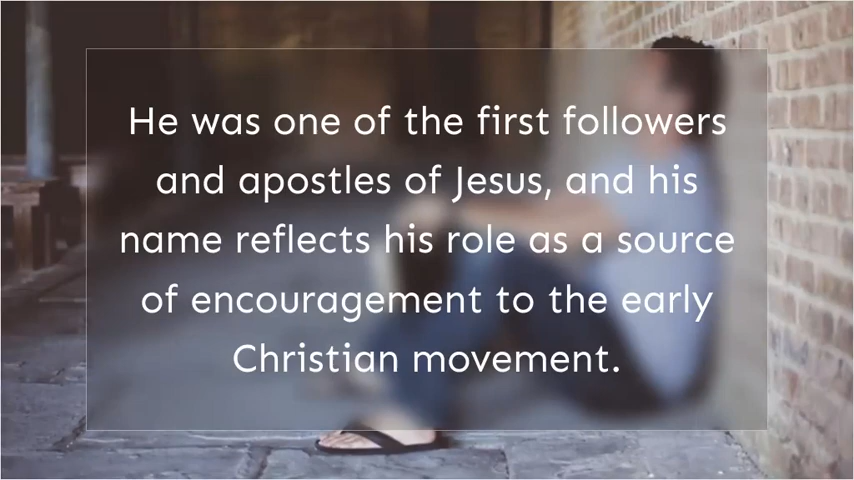 He was one of the first followers
and apostles of Jesus, and his
name reflects his role as a source
of encouragement to the early
Christian movement.